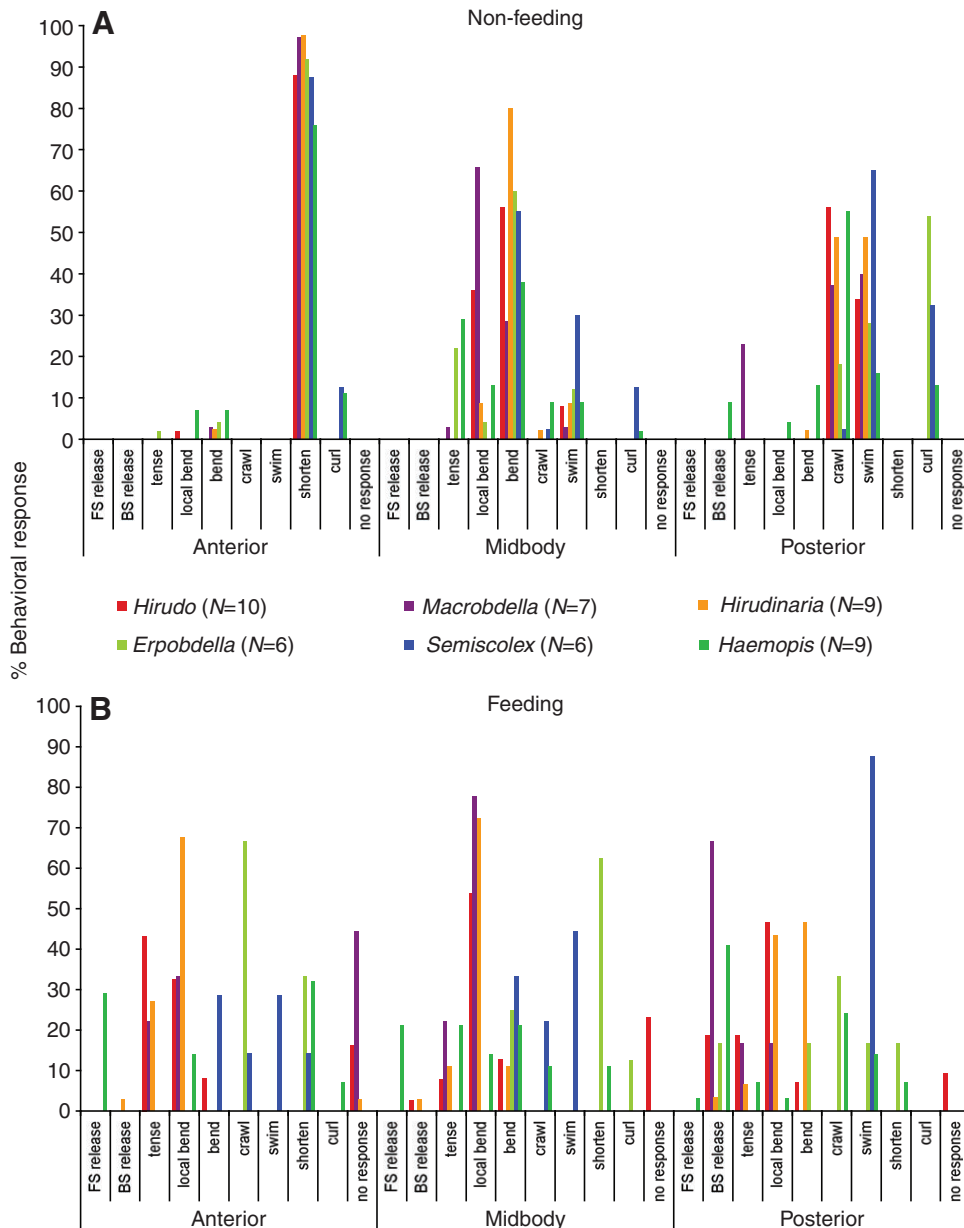 A
Non-feeding
100
90
80
70
60
50
40
30
20
10
0
FS release
BS release
tense
local bend
bend
crawl
swim
shorten
curl
no response
FS release
BS release
tense
local bend
bend
crawl
swim
shorten
curl
no response
FS release
BS release
tense
local bend
bend
crawl
swim
shorten
curl
no response
Anterior
Midbody
Posterior
% Behavioral response
Hirudo (N=10)
Macrobdella (N=7)
Hirudinaria (N=9)
Erpobdella (N=6)
Semiscolex (N=6)
Haemopis (N=9)
B
Feeding
100
90
80
70
60
50
40
30
20
10
0
FS release
BS release
tense
local bend
bend
crawl
swim
shorten
curl
no response
FS release
BS release
tense
local bend
bend
crawl
swim
shorten
curl
no response
FS release
BS release
tense
local bend
bend
crawl
swim
shorten
curl
no response
Anterior
Midbody
Posterior